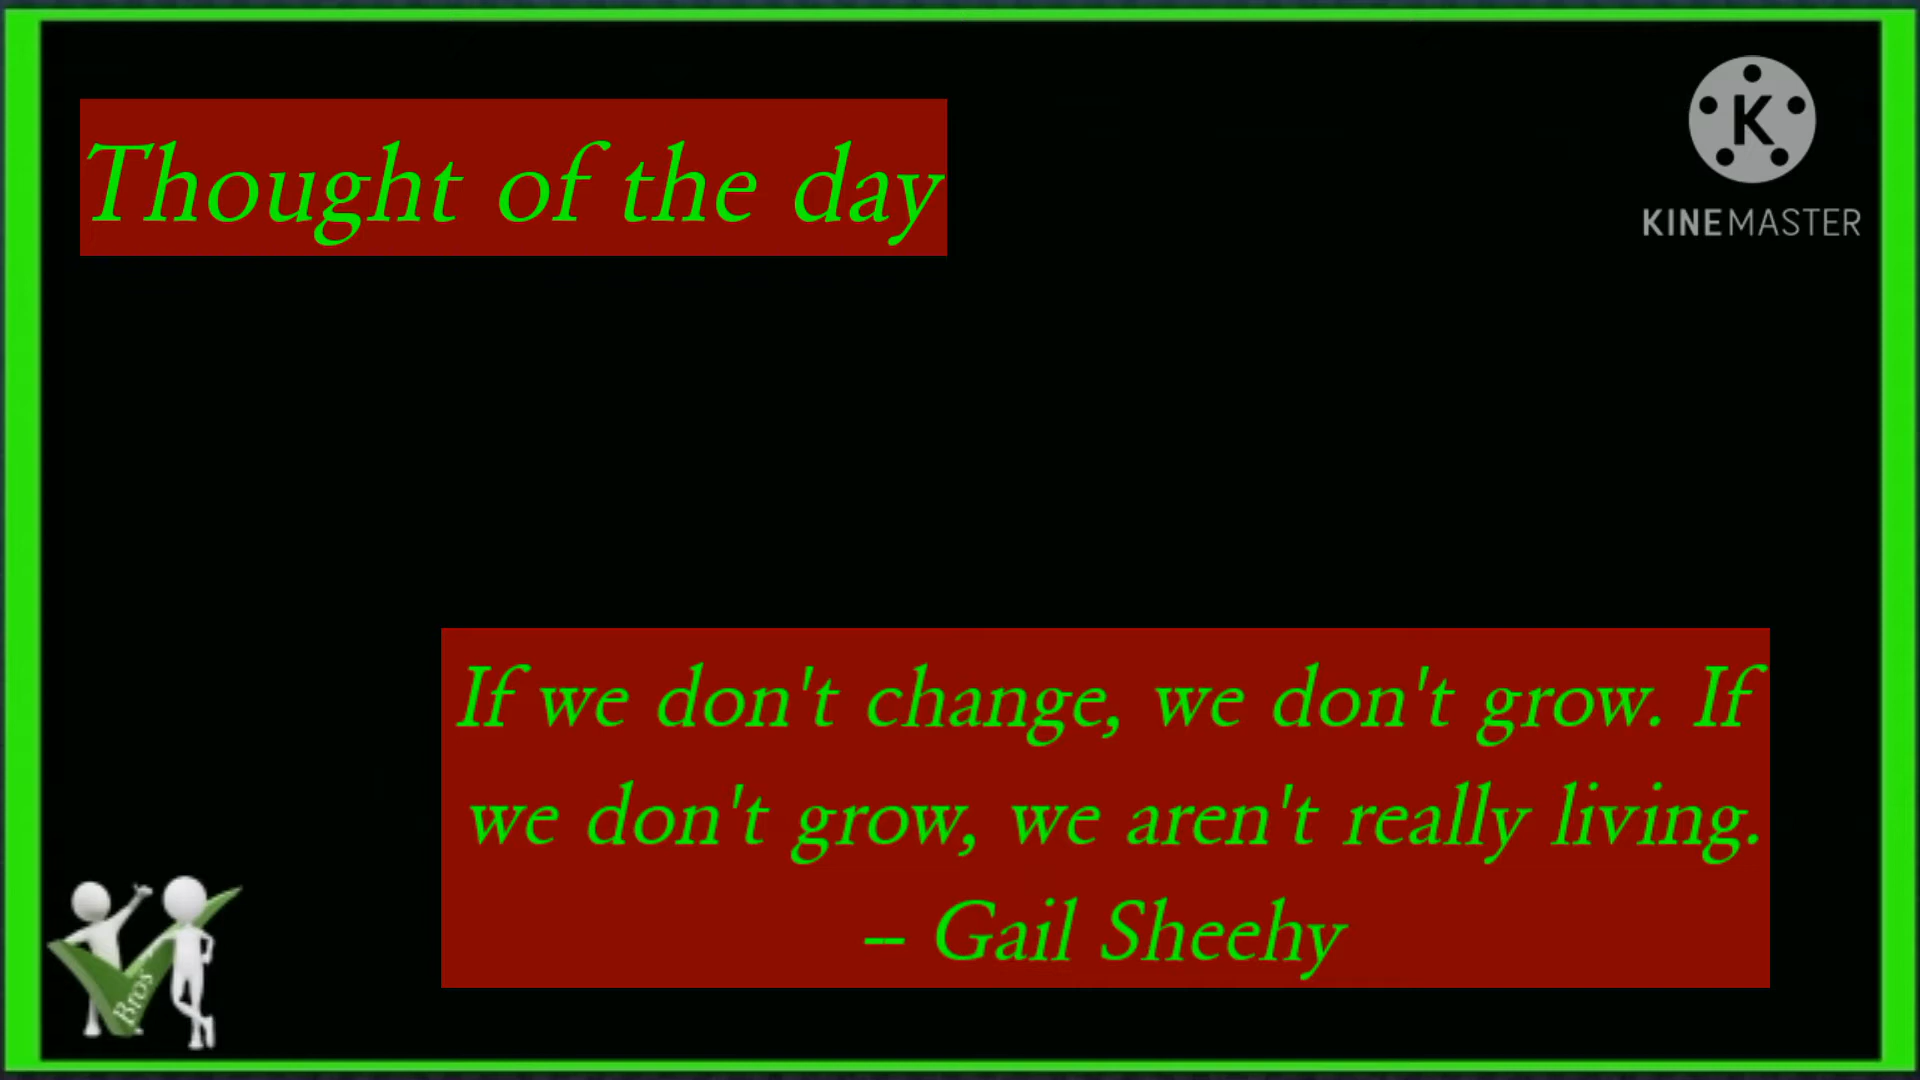 Thought of the day
K
KINEMASTER
If we don't change, we don't grow. If
we don't grow, we aren't really living.
– Gail Sheehy
Bros